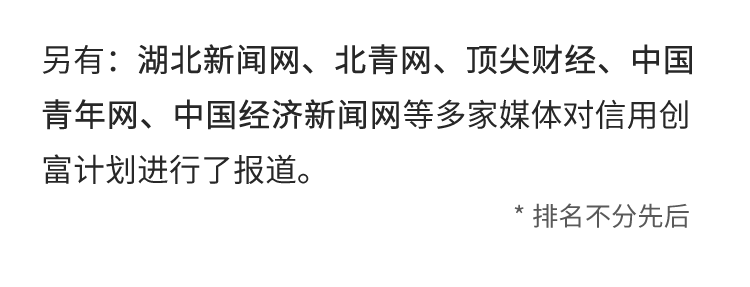 另有：湖北新闻网、北青网、顶尖财经、中国
青年网、中国经济新闻网等多家媒体对信用创
富计划进行了报道。
* 排名不分先后